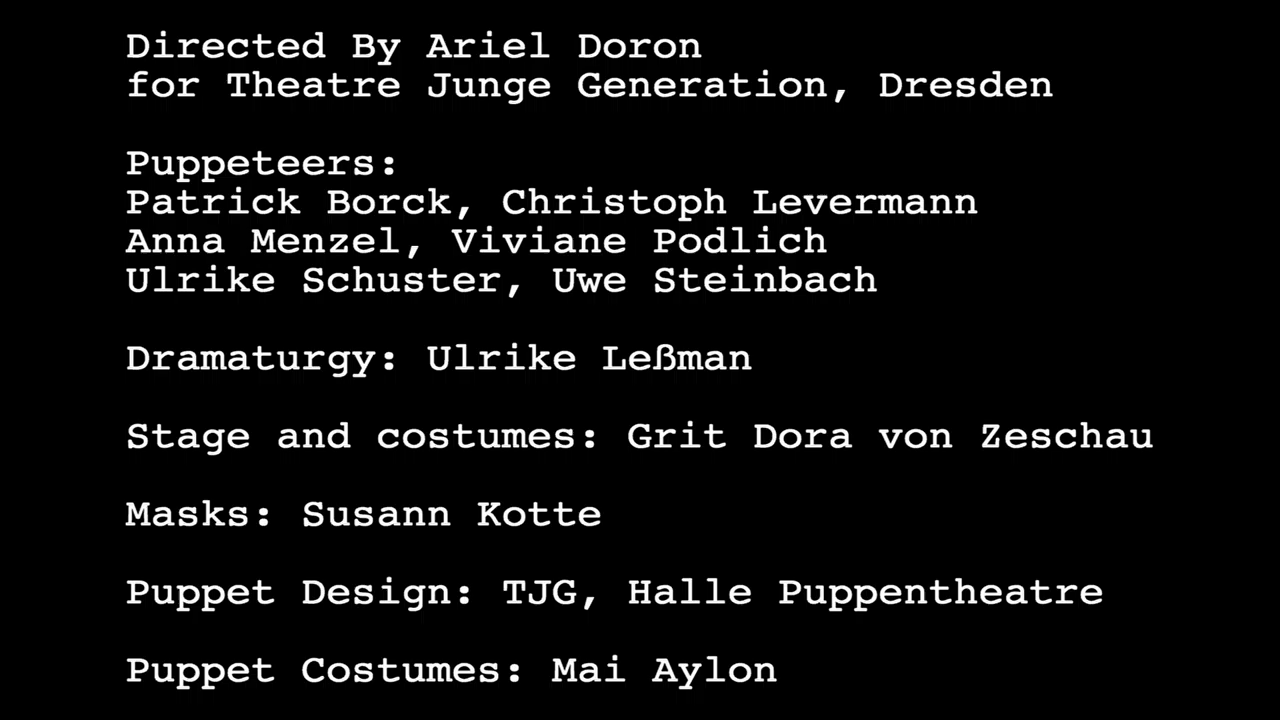 Directed By Ariel Doron
for Theatre Junge Generation, Dresden
Puppeteers:
Patrick Borck, Christoph Levermann
Anna Menzel, Viviane Podlich
Ulrike Schuster, Uwe Steinbach
Dramaturgy: Ulrike Leßman
Stage and costumes: Grit Dora von Zeschau
Masks: Susann Kotte
Puppet Design: TJG, Halle Puppentheatre
Puppet Costumes: Mai Aylon